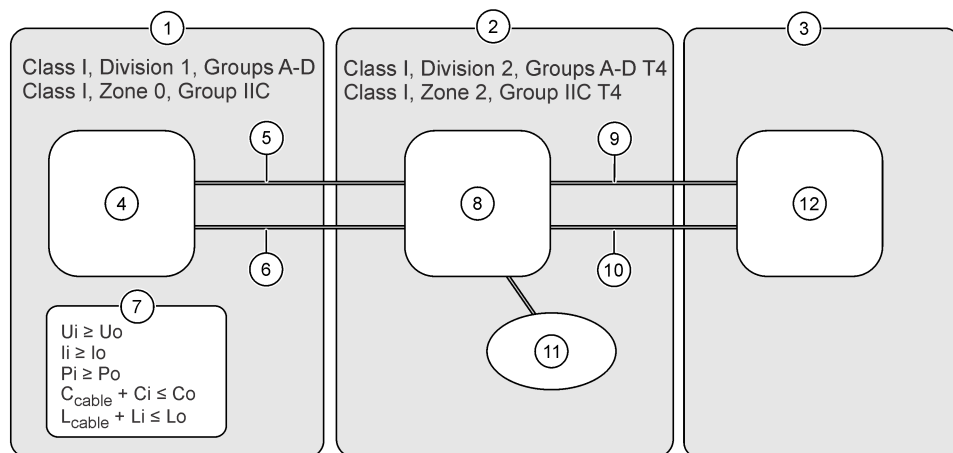 1
2
3
Class I, Division 1, Groups A-D
Class I, Zone 0, Group IIC
Class I, Division 2, Groups A-D T4
Class I, Zone 2, Group IIC T4
5
9
4
8
12
6
10
7
Ui ≥ Uo
Ii ≥ Io
Pi ≥ Po
Ccable + Ci ≤ Co
Lcable + Li ≤ Lo
11